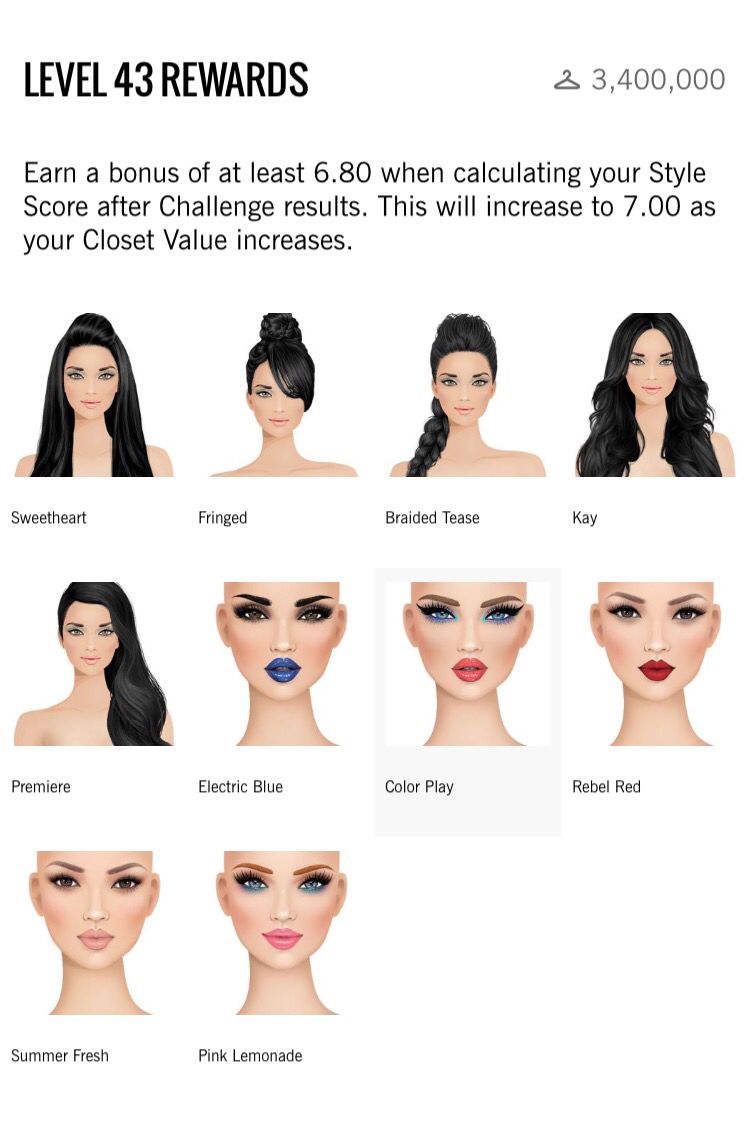 LEVEL 43 REWARDS
3,400,000
Earn a bonus of at least 6.80 when calculating your Style
Score after Challenge results. This will increase to 7.00 as
your Closet Value increases.
Sweetheart
Fringed
Braided Tease
Kay
Premiere
Electric Blue
Color Play
Rebel Red
Summer Fresh
Pink Lemonade